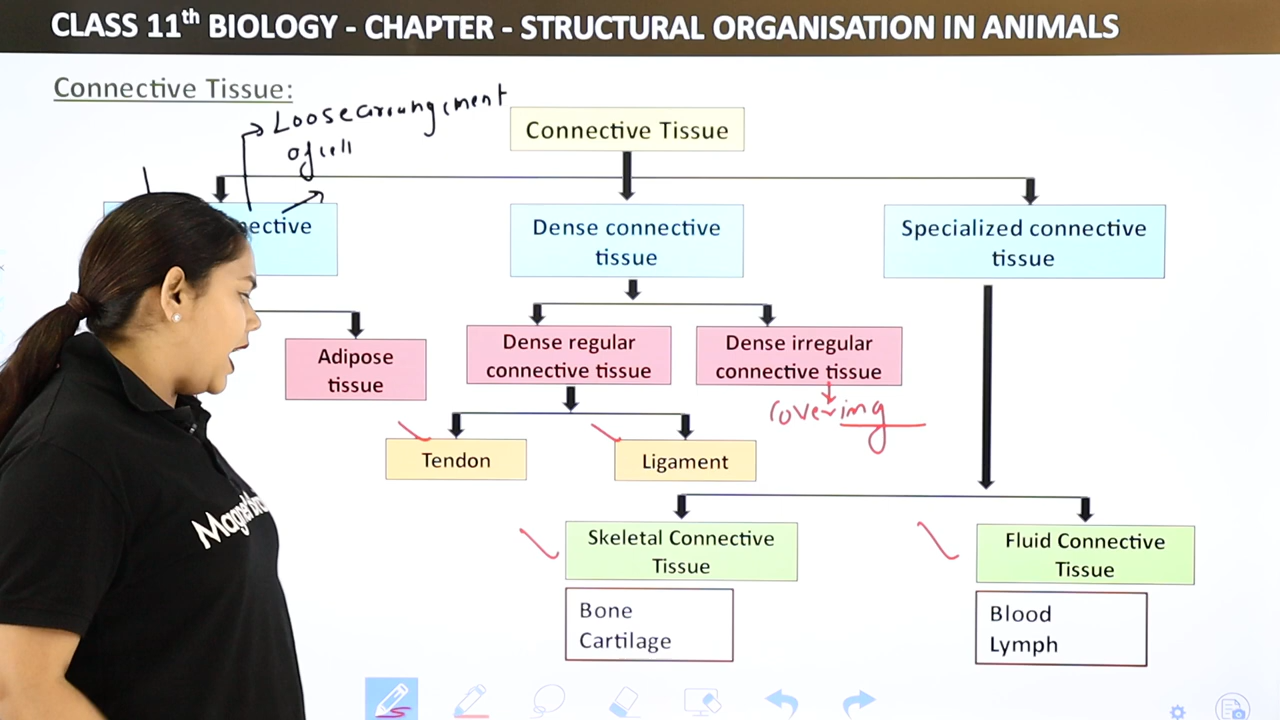 CLASS 11th BIOLOGY - CHAPTER - STRUCTURAL ORGANISATION IN ANIMALS
Connective Tissue:
Loose arrangement
of cell
Connective Tissue
Dense connective
tissue
Specialized connective
tissue
Adipose
tissue
Dense regular
connective tissue
Dense irregular
connective tissue
Covering
Tendon
Ligament
Skeletal Connective
Tissue
Fluid Connective
Tissue
Bone
Cartilage
Blood
Lymph